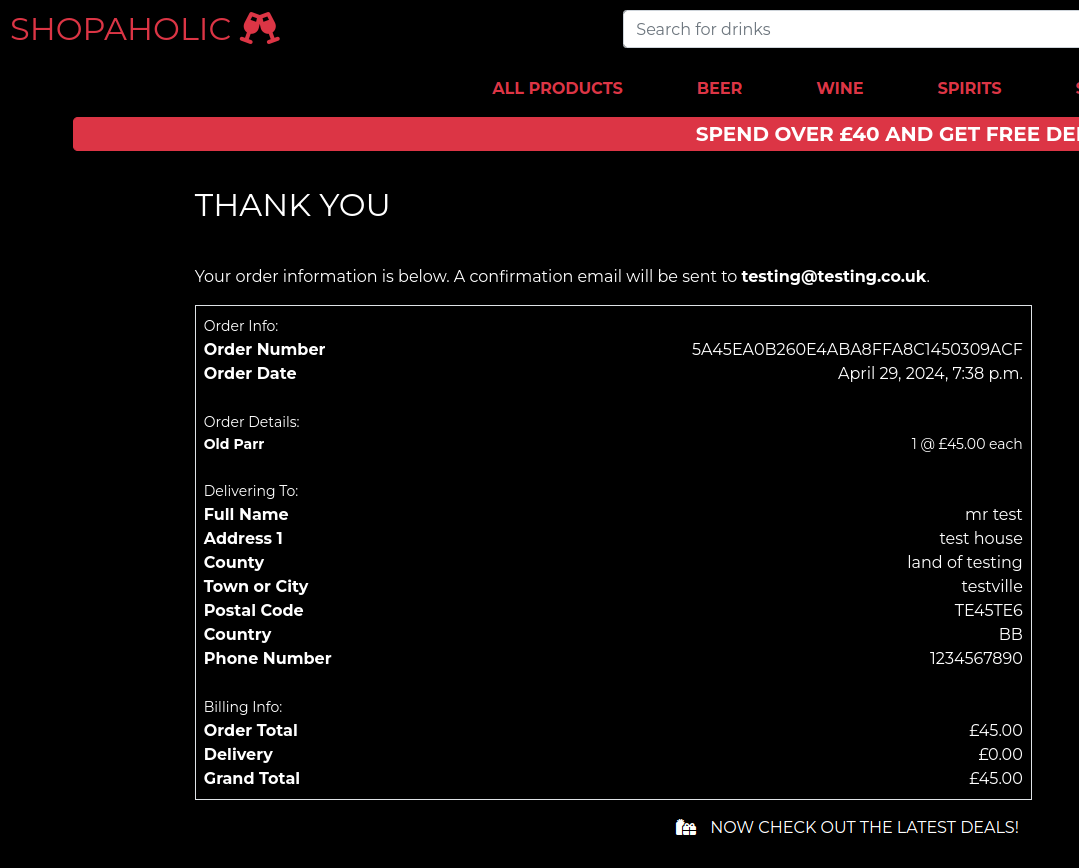 SHOPAHOLIC
Search for drinks
ALL PRODUCTS BEER WINE SPIRITS
SPEND OVER £40 AND GET FREE
THANK YOU
Your order information is below. A confirmation email will be sent to testing@testing.co.uk.
Order Info:
Order Number 5A45EA0B260E4ABA8FFA8C1450309ACF
Order Date April 29, 2024, 7:38 p.m.
Order Details:
Old Parr 1 @ £45.00 each
Delivering To:
Full Name mr test
Address 1 test house
County land of testing
Town or City testville
Postal Code TE45TE6
Country BB
Phone Number 1234567890
Billing Info:
Order Total £45.00
Delivery £0.00
Grand Total £45.00
NOW CHECK OUT THE LATEST DEALS!